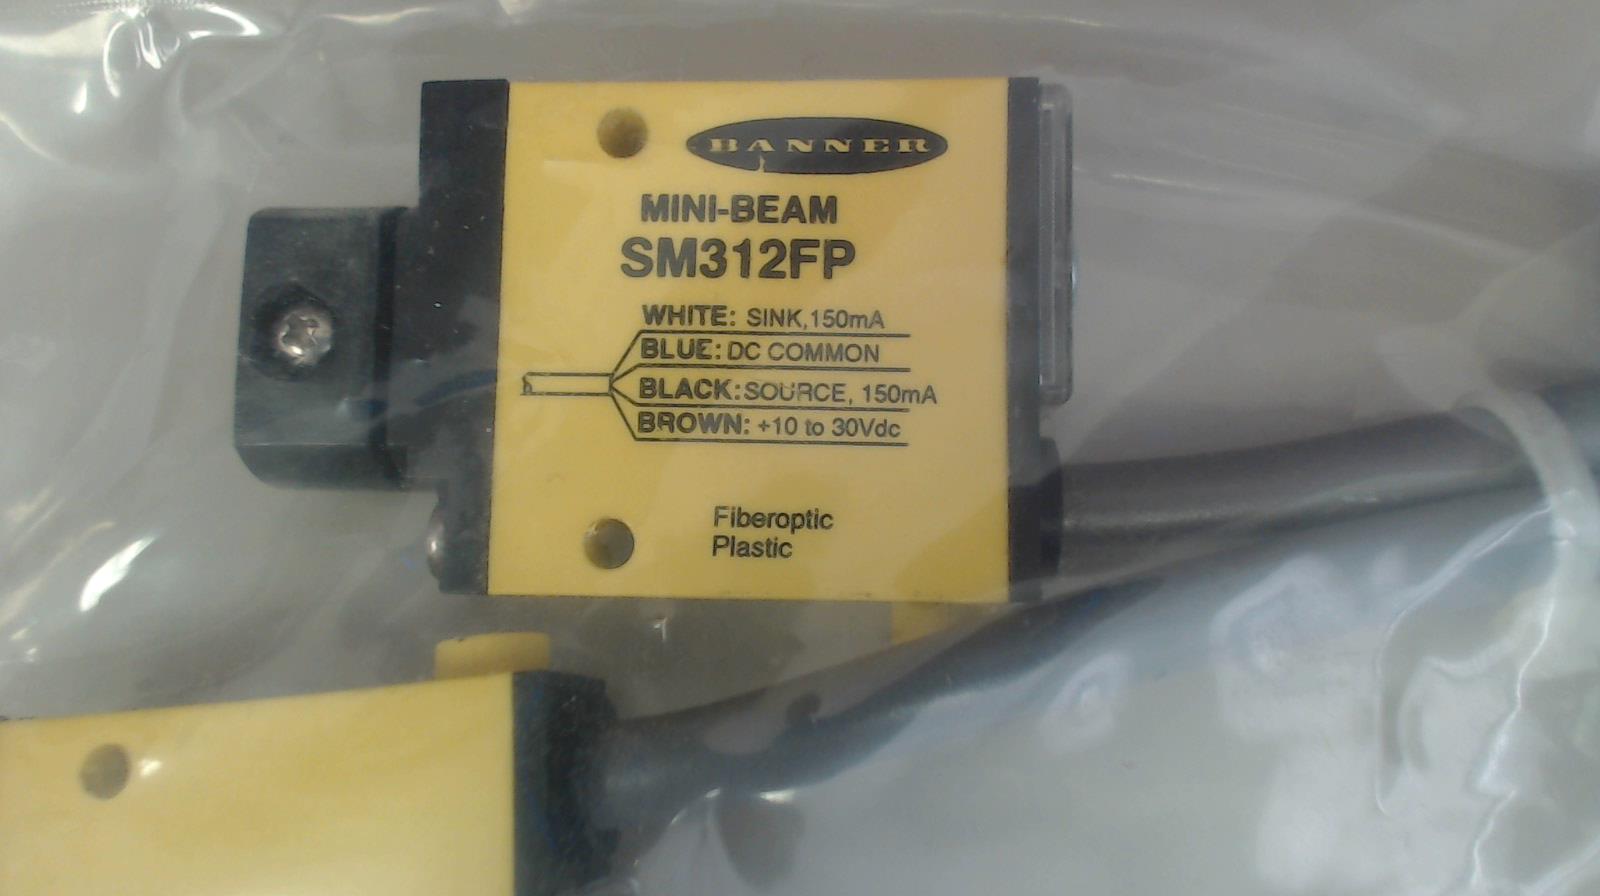 BANNER
MINI-BEAM
SM312FP
WHITE: SINK,150mA
BLUE: DC COMMON
BLACK: SOURCE, 150mA
BROWN: +10 to 30Vdc
Fiberoptic
Plastic